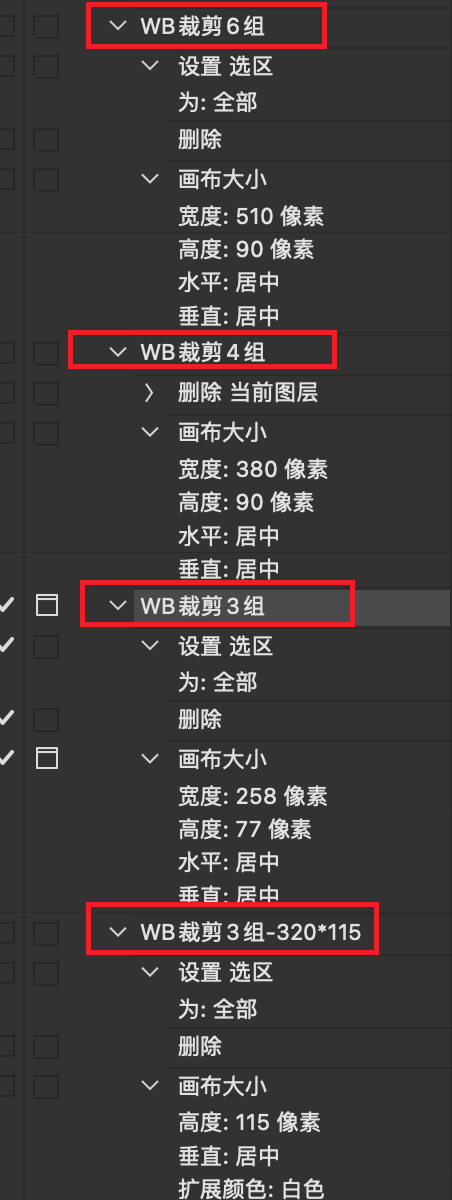 WB裁剪6组
设置 选区
为: 全部
删除
画布大小
宽度: 510 像素
高度: 90 像素
水平: 居中
垂直: 居中
WB裁剪4组
删除 当前图层
画布大小
宽度: 380 像素
高度: 90 像素
水平: 居中
垂直: 居中
WB裁剪3组
设置 选区
为: 全部
删除
画布大小
宽度: 258 像素
高度: 77 像素
水平: 居中
垂直: 居中
WB裁剪3组-320*115
设置 选区
为: 全部
删除
画布大小
高度: 115 像素
垂直: 居中
扩展颜色: 白色